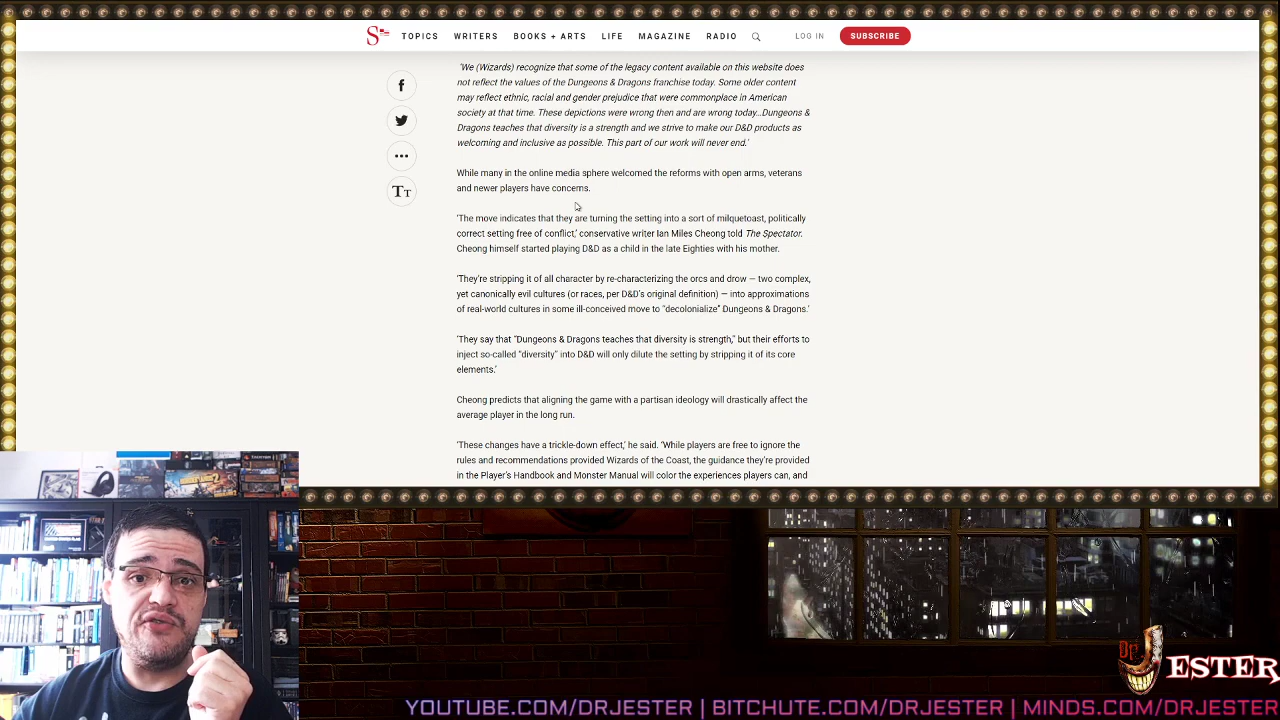 S
TOPICS WRITERS BOOKS + ARTS LIFE MAGAZINE RADIO LOG IN SUBSCRIBE
'We (Wizards) recognize that some of the legacy content available on this website does
not reflect the values of the Dungeons & Dragons franchise today. Some older content
may reflect ethnic, racial and gender prejudice that were commonplace in American
society at that time. These depictions were wrong then and are wrong today…Dungeons &
Dragons teaches that diversity is a strength and we strive to make our D&D products as
welcoming and inclusive as possible. This part of our work will never end.'
While many in the online media sphere welcomed the reforms with open arms, veterans
and newer players have concerns.
'The move indicates that they are turning the setting into a sort of milquetoast, politically
correct setting free of conflict,' conservative writer Ian Miles Cheong told The Spectator.
Cheong himself started playing D&D as a child in the late Eighties with his mother.
'They're stripping it of all character by re-characterizing the orcs and drow — two complex,
yet canonically evil cultures (or races, per D&D's original definition) — into approximations
of real-world cultures in some ill-conceived move to "decolonialize" Dungeons & Dragons.'
'They say that "Dungeons & Dragons teaches that diversity is strength," but their efforts to
inject so-called "diversity" into D&D will only dilute the setting by stripping it of its core
elements.'
Cheong predicts that aligning the game with a partisan ideology will drastically affect the
average player in the long run.
'These changes have a trickle-down effect,' he said. 'While players are free to ignore the
rules and recommendations provided Wizards of the Coast, the guidance they're provided
in the Player's Handbook and Monster Manual will color the experiences players can, and
f
TT
DR JESTER
YOUTUBE.COM/DRJESTER | BITCHUTE.COM/DRJESTER | MINDS.COM/DRJESTER